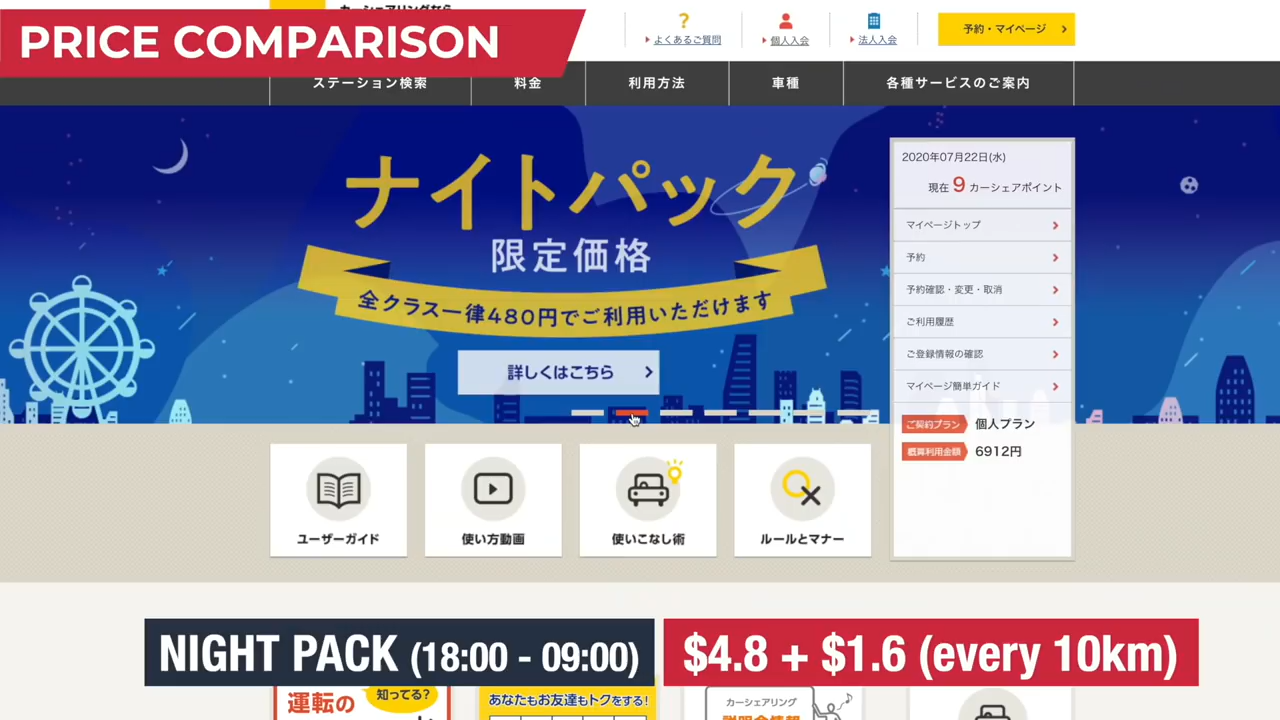 PRICE COMPARISON
カーシェアリングなら
よくあるご質問
個人入会
法人入会
予約・マイページ
ステーション検索
料金
利用方法
車種
各種サービスのご案内
ナイトパック
限定価格
全クラス一律480円でご利用いただけます
詳しくはこちら
2020年07月22日(水)
現在 9 カーシェアポイント
マイページトップ
予約
予約確認・変更・取消
ご利用履歴
ご登録情報の確認
マイページ簡単ガイド
ご契約プラン 個人プラン
概算利用金額 6912円
ユーザーガイド
使い方動画
使いこなし術
ルールとマナー
NIGHT PACK (18:00 - 09:00)
$4.8 + $1.6 (every 10km)
運転の
知ってる?
あなたもお友達もトクをする!
カーシェアリング